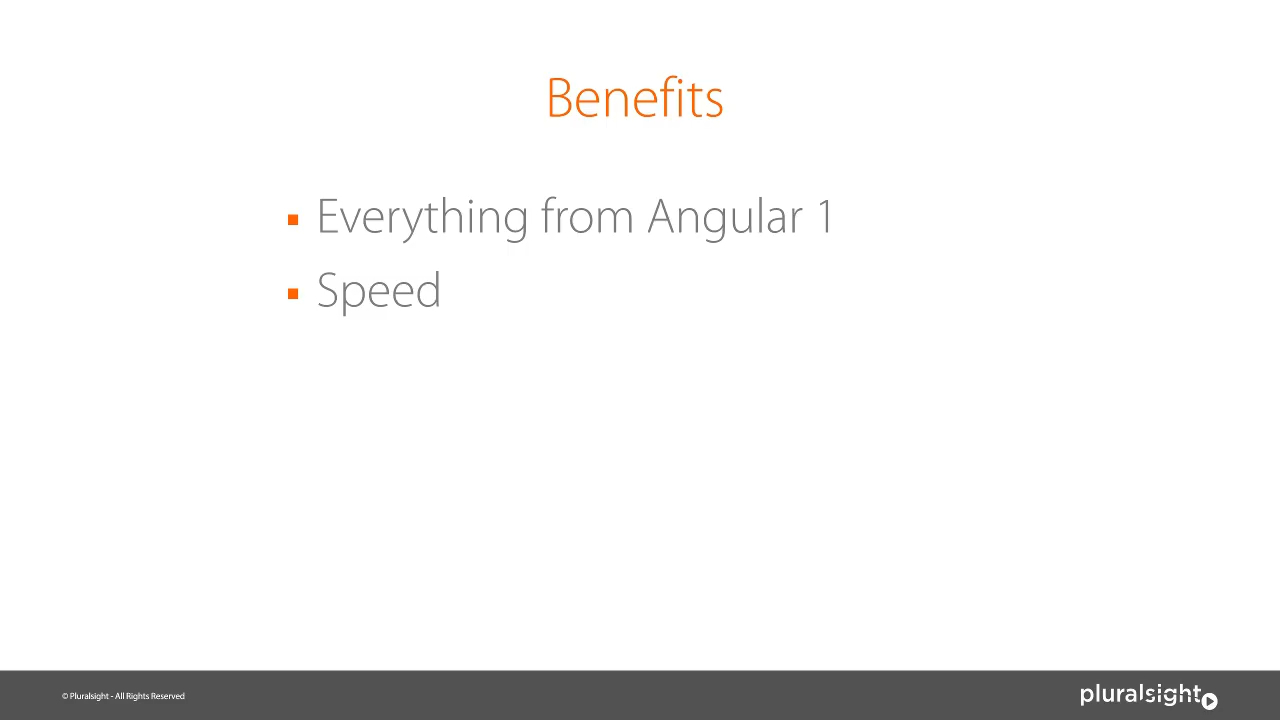 Benefits
Everything from Angular 1
Speed
© Pluralsight - All Rights Reserved
pluralsight